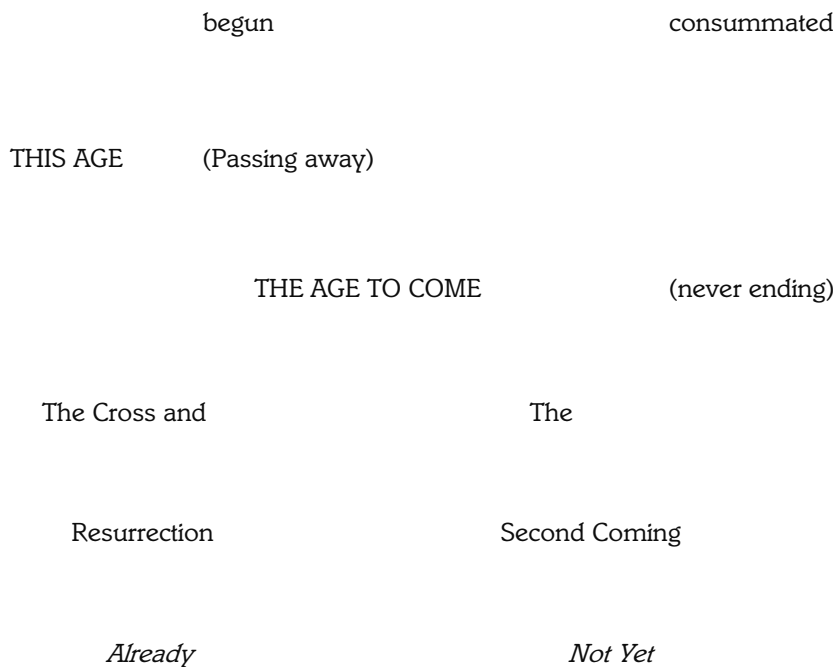 begun consummated
THIS AGE (Passing away)
THE AGE TO COME (never ending)
The Cross and The
Resurrection Second Coming
Already Not Yet